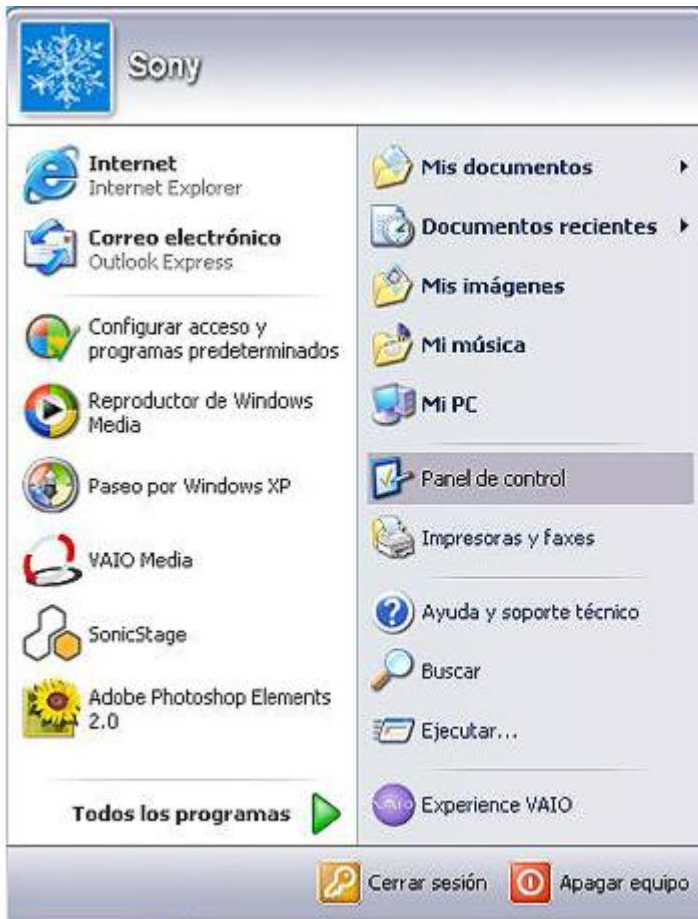 Sony
Internet
Internet Explorer
Correo electrónico
Outlook Express
Configurar acceso y
programas predeterminados
Reproductor de Windows
Media
Paseo por Windows XP
VAIO Media
SonicStage
Adobe Photoshop Elements
2.0
Todos los programas
Mis documentos
Documentos recientes
Mis imágenes
Mi música
Mi PC
Panel de control
Impresoras y faxes
Ayuda y soporte técnico
Buscar
Ejecutar...
VAIO
Experience VAIO
Cerrar sesión
Apagar equipo